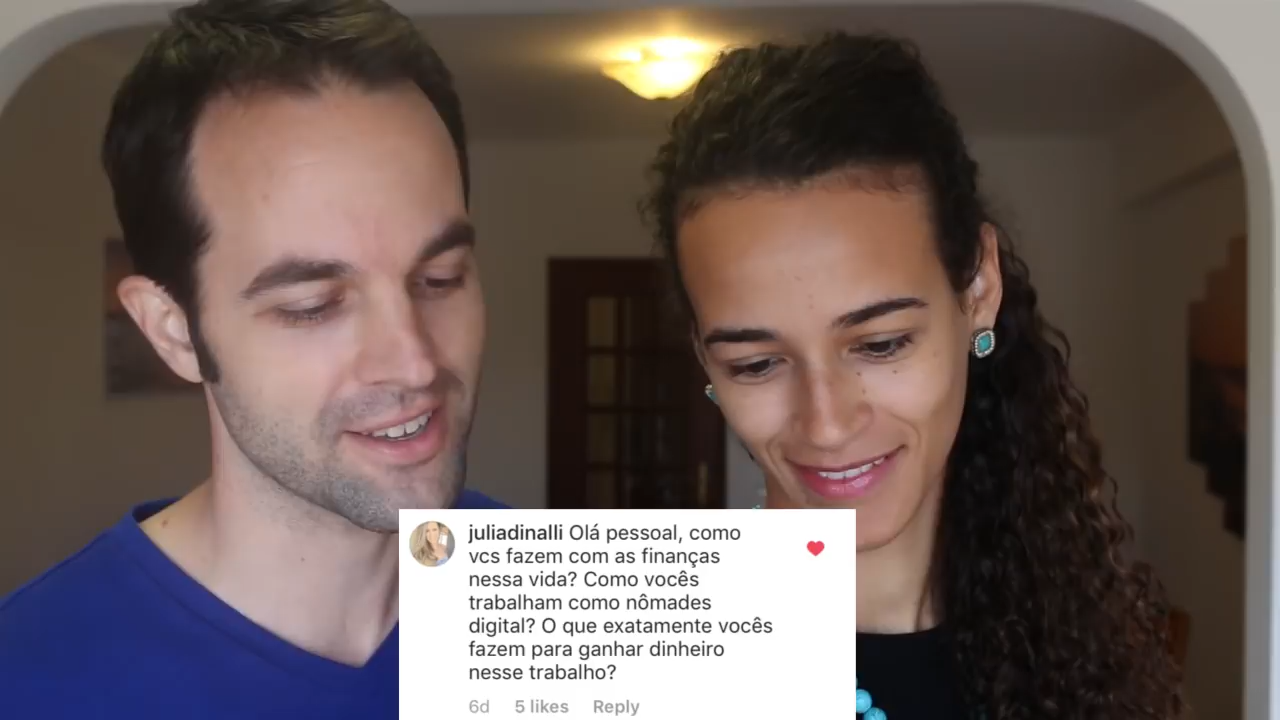 juliadinalli Olá pessoal, como
vcs fazem com as finanças
nessa vida? Como vocês
trabalham como nômades
digital? O que exatamente vocês
fazem para ganhar dinheiro
nesse trabalho?
6d 5 likes Reply